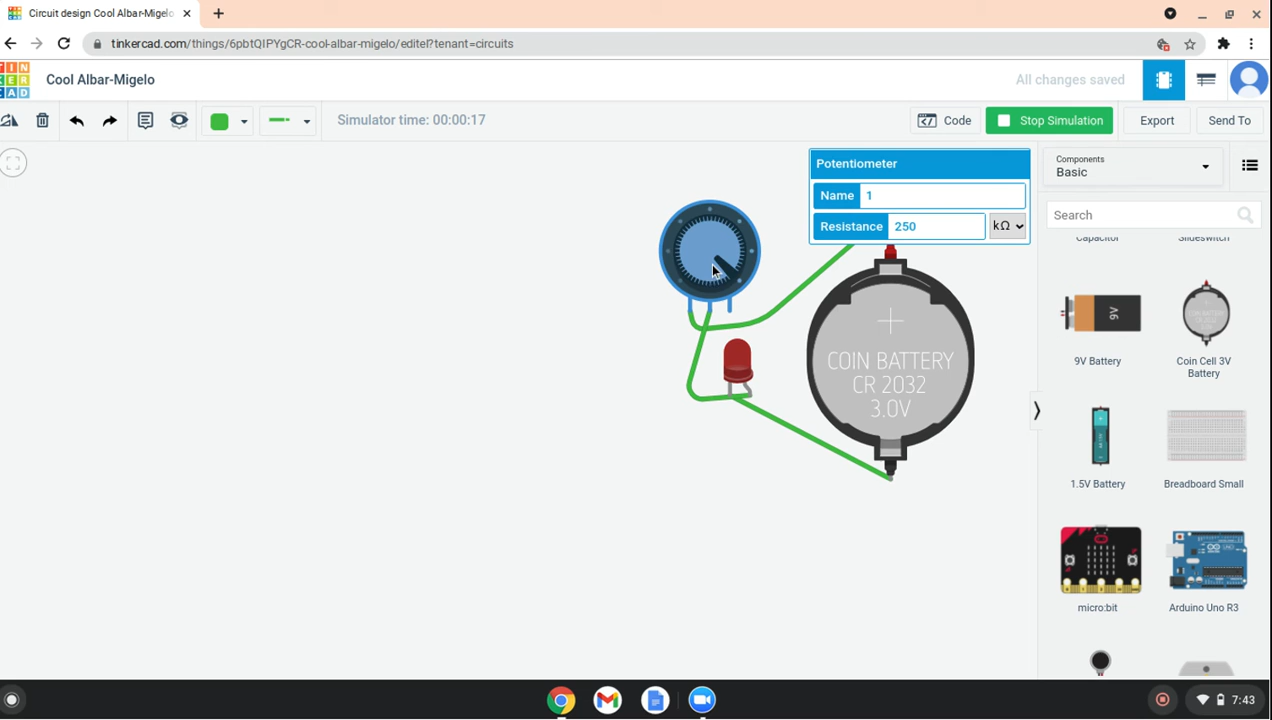 Circuit design Cool Albar-Migelo
tinkercad.com/things/6pbtQIPYgCR-cool-albar-migelo/editel?tenant=circuits
TIN
KER
CAD
Cool Albar-Migelo
All changes saved
Simulator time: 00:00:17
Code
Stop Simulation
Export
Send To
Potentiometer
Name 1
Resistance 250 kΩ
Components
Basic
Search
Capacitor
Slideswitch
9V
9V Battery
Coin Cell 3V
Battery
COIN BATTERY
CR 2032
3.0V
1.5V Battery
Breadboard Small
micro:bit
Arduino Uno R3
7:43